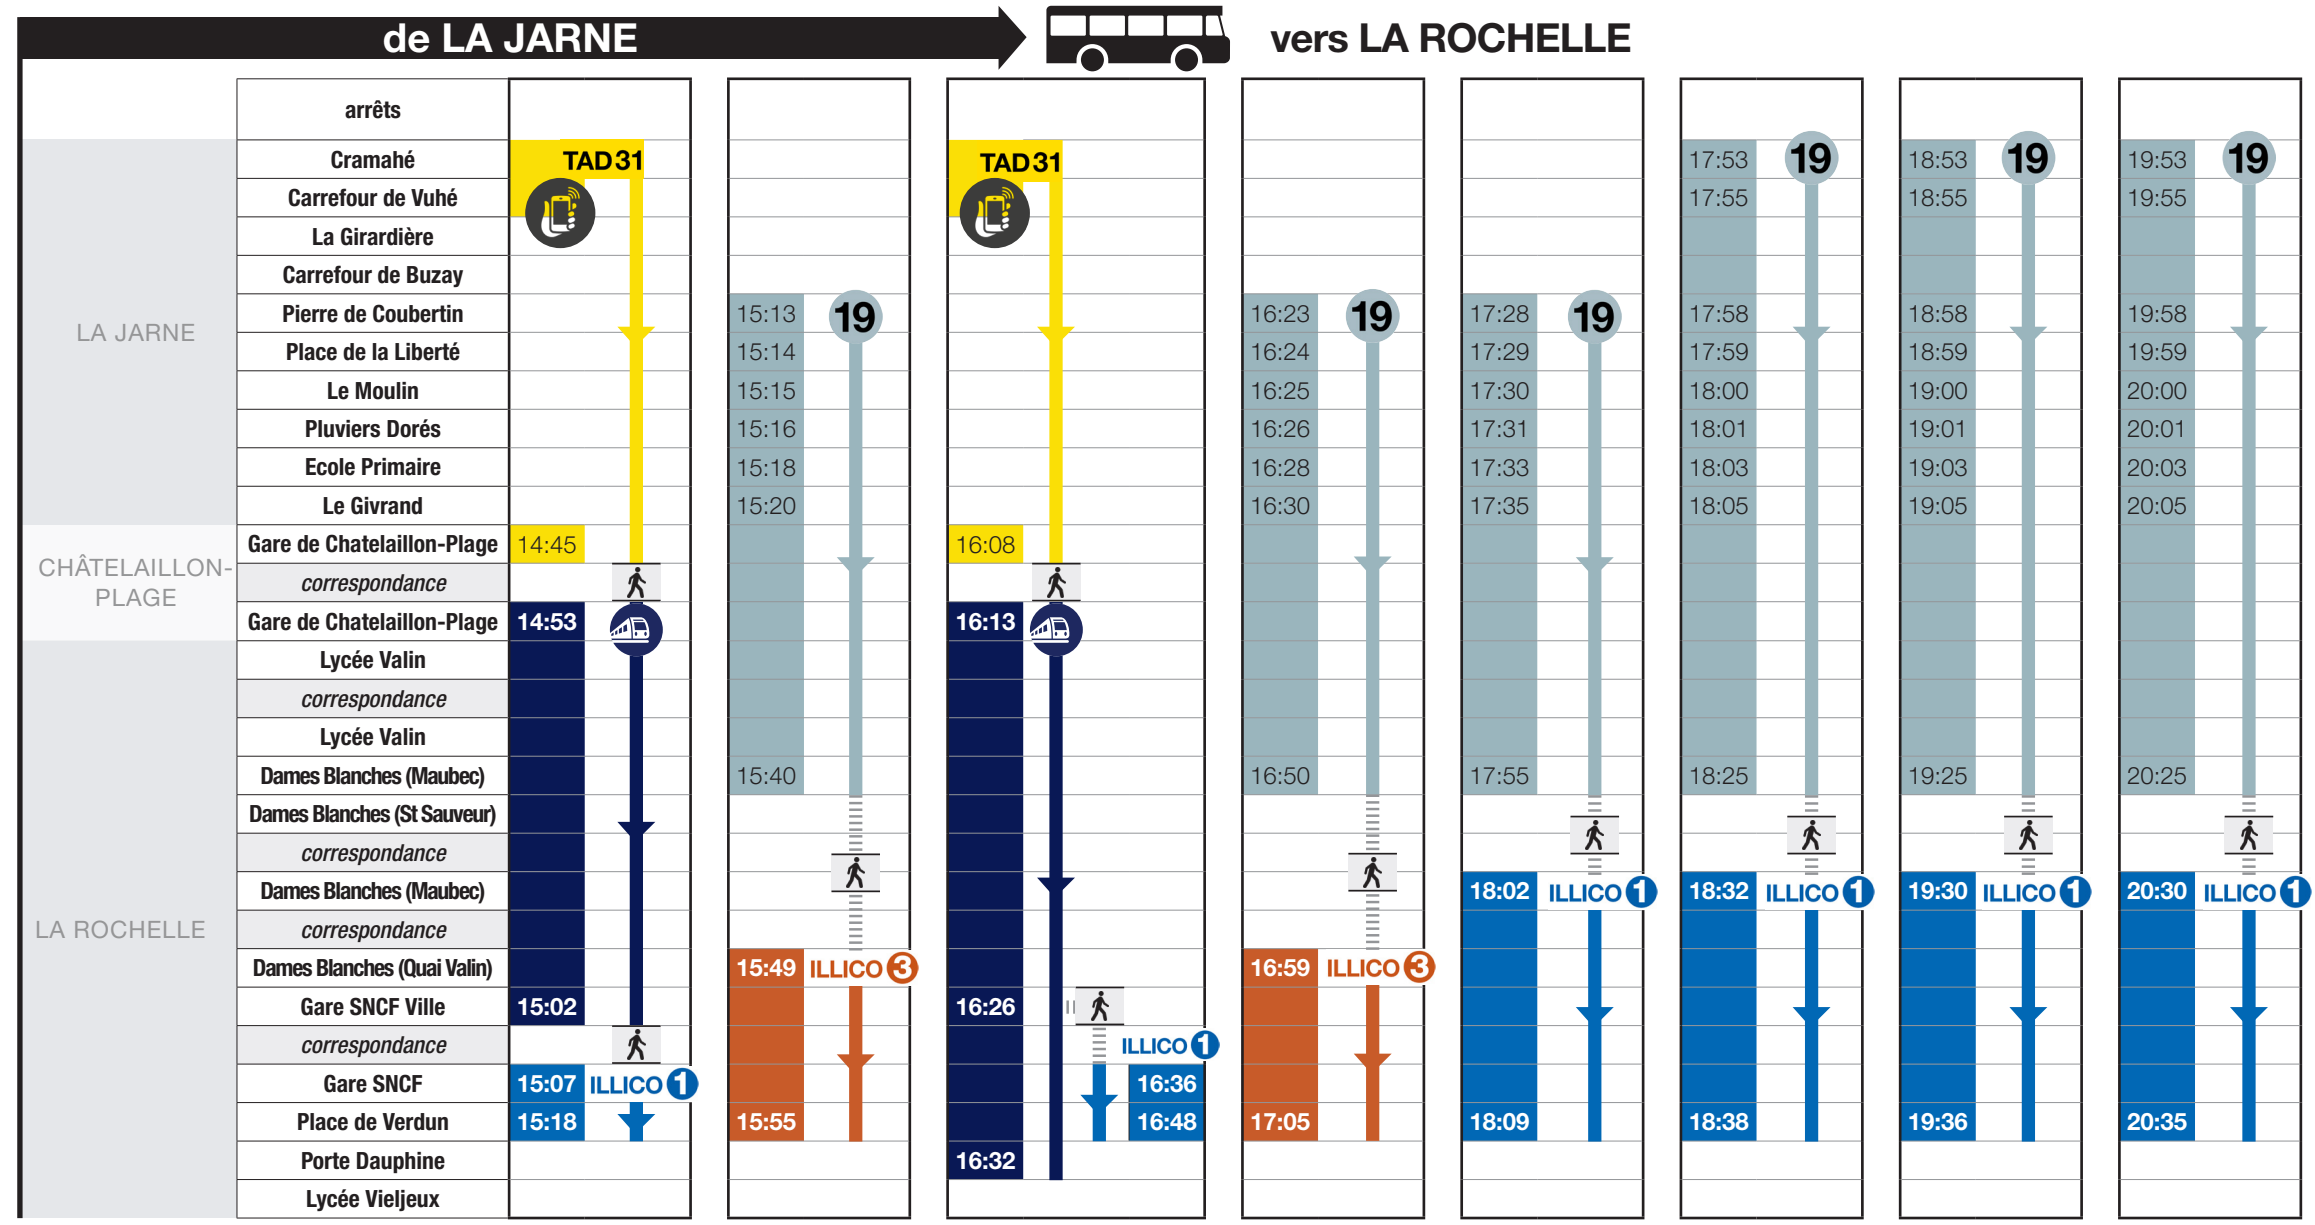 de LA JARNE vers LA ROCHELLE
arrêts
LA JARNE
Cramahé TAD 31 TAD 31 17:53 19 18:53 19 19:53 19
Carrefour de Vuhé 17:55 18:55 19:55
La Girardière
Carrefour de Buzay
Pierre de Coubertin 15:13 19 16:23 19 17:28 19 17:58 18:58 19:58
Place de la Liberté 15:14 16:24 17:29 17:59 18:59 19:59
Le Moulin 15:15 16:25 17:30 18:00 19:00 20:00
Pluviers Dorés 15:16 16:26 17:31 18:01 19:01 20:01
Ecole Primaire 15:18 16:28 17:33 18:03 19:03 20:03
Le Givrand 15:20 16:30 17:35 18:05 19:05 20:05
CHÂTELAILLON-
PLAGE
Gare de Chatelaillon-Plage 14:45 16:08
correspondance
Gare de Chatelaillon-Plage 14:53 16:13
LA ROCHELLE
Lycée Valin
correspondance
Lycée Valin
Dames Blanches (Maubec) 15:40 16:50 17:55 18:25 19:25 20:25
Dames Blanches (St Sauveur)
correspondance
Dames Blanches (Maubec) 18:02 ILLICO 1 18:32 ILLICO 1 19:30 ILLICO 1 20:30 ILLICO 1
correspondance
Dames Blanches (Quai Valin) 15:49 ILLICO 3 16:59 ILLICO 3
Gare SNCF Ville 15:02 16:26
correspondance ILLICO 1
Gare SNCF 15:07 ILLICO 1 16:36
Place de Verdun 15:18 15:55 16:48 17:05 18:09 18:38 19:36 20:35
Porte Dauphine 16:32
Lycée Vieljeux